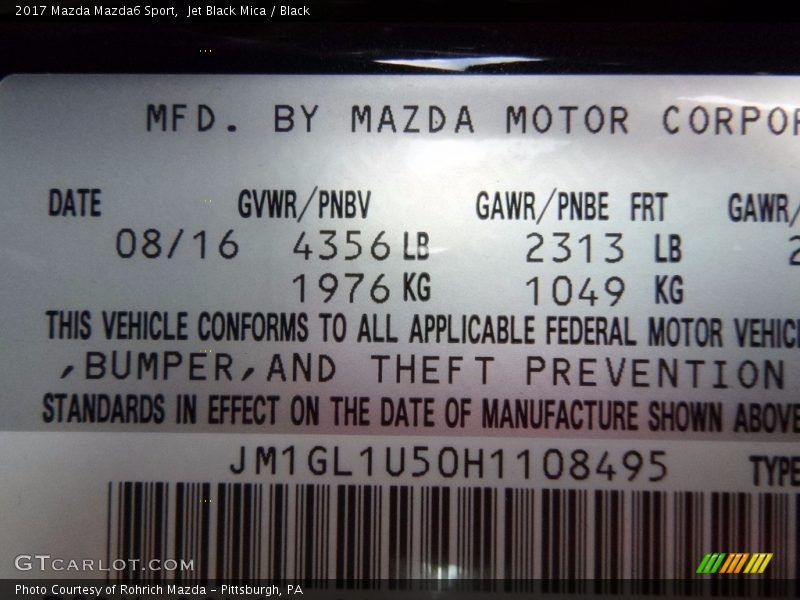 2017 Mazda Mazda6 Sport, Jet Black Mica / Black
MFD. BY MAZDA MOTOR CORPOR
DATE GVWR/PNBV GAWR/PNBE FRT GAWR/
08/16 4356 LB 2313 LB 2
1976 KG 1049 KG
THIS VEHICLE CONFORMS TO ALL APPLICABLE FEDERAL MOTOR VEHIC
,BUMPER,AND THEFT PREVENTION
STANDARDS IN EFFECT ON THE DATE OF MANUFACTURE SHOWN ABOVE
JM1GL1U50H1108495 TYPE
GTCARLOT.COM
Photo Courtesy of Rohrich Mazda - Pittsburgh, PA